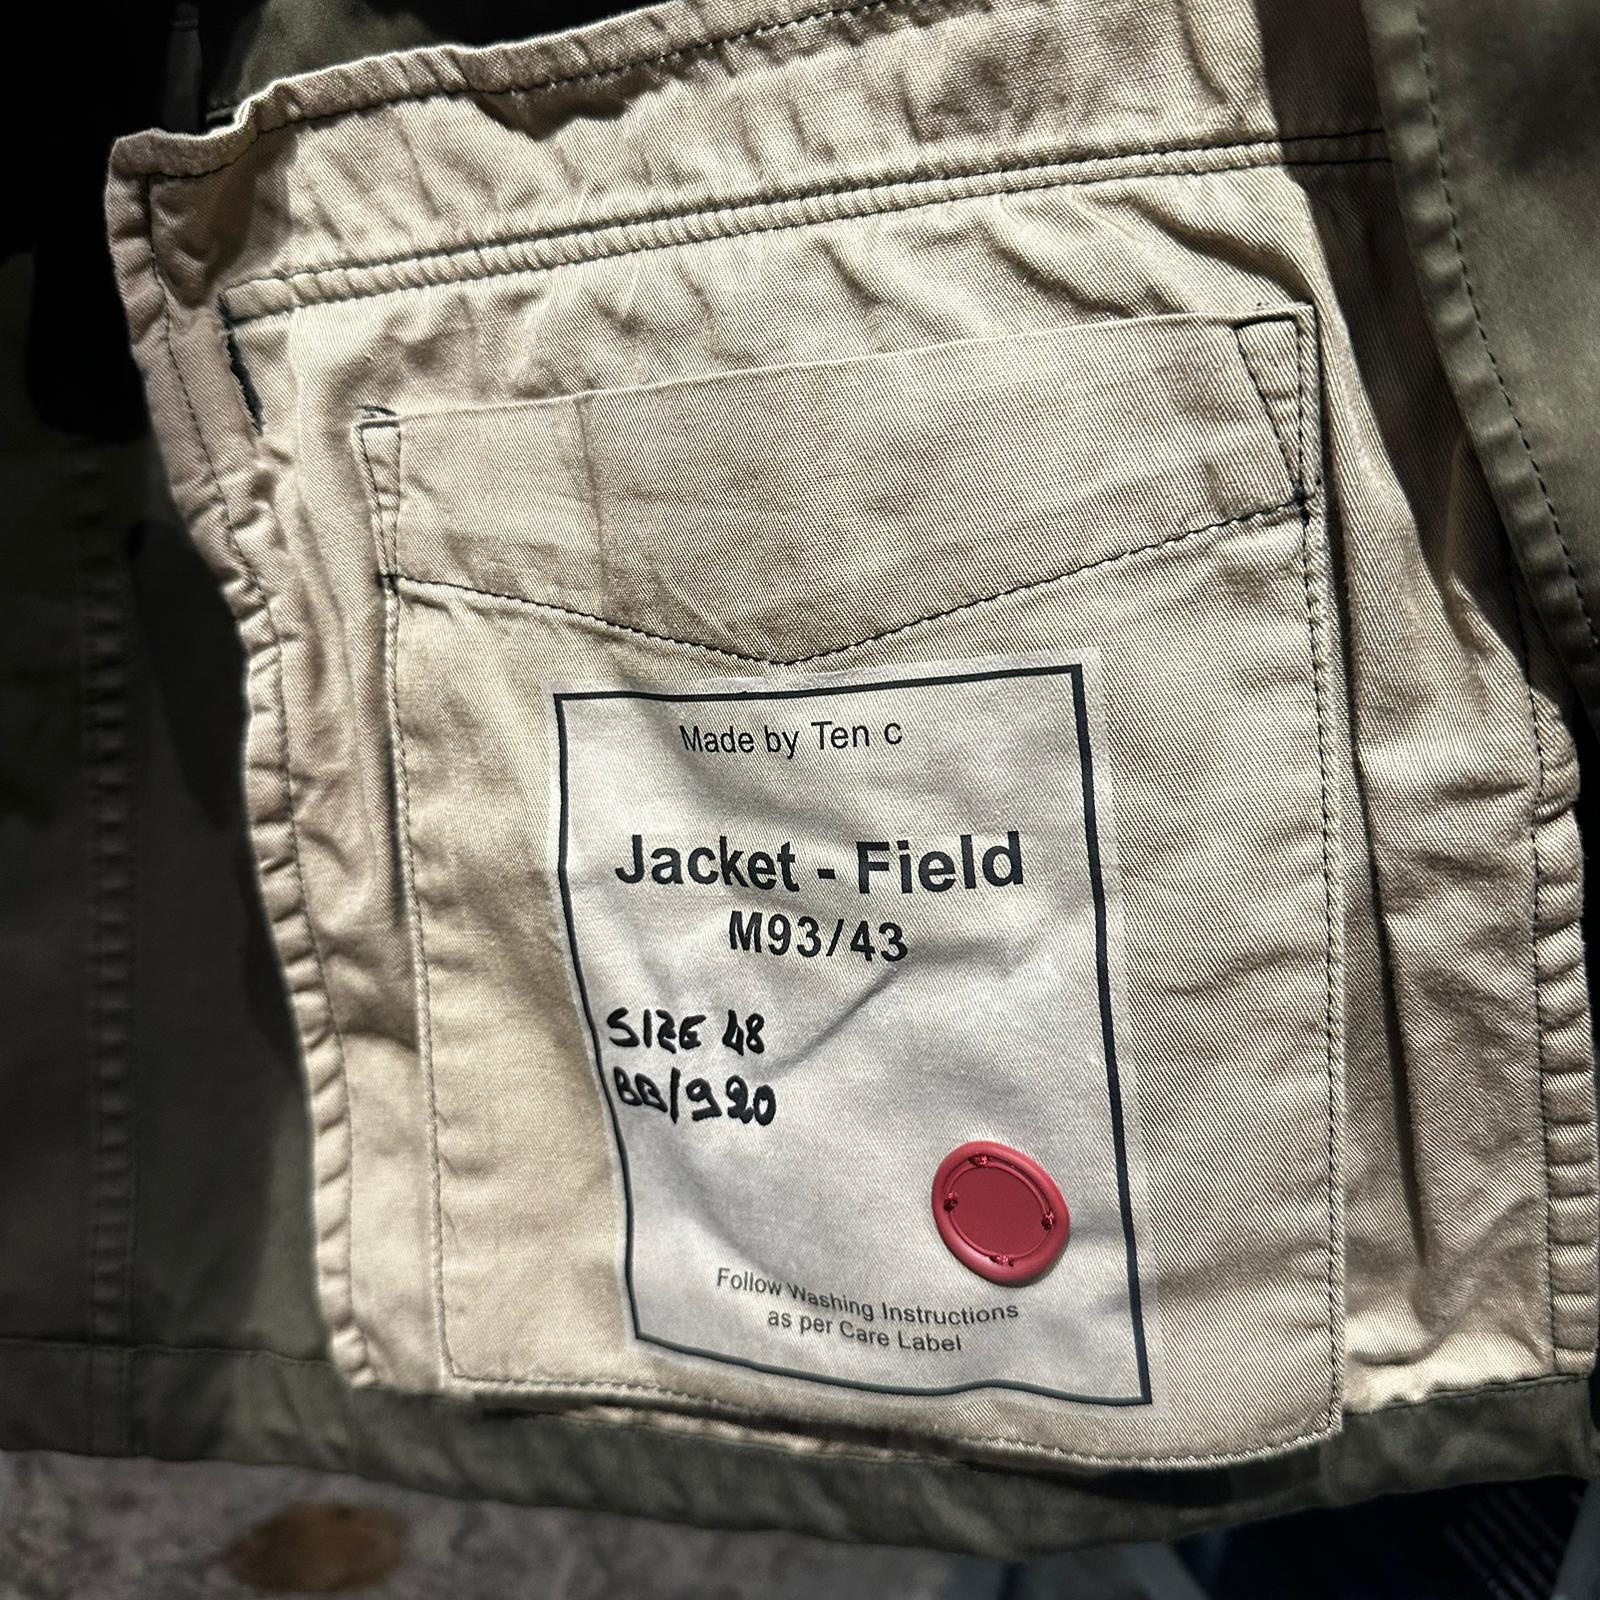 Made by Ten c
Jacket - Field
M93/43
SIZE 48
BB/920
Follow Washing Instructions
as per Care Label